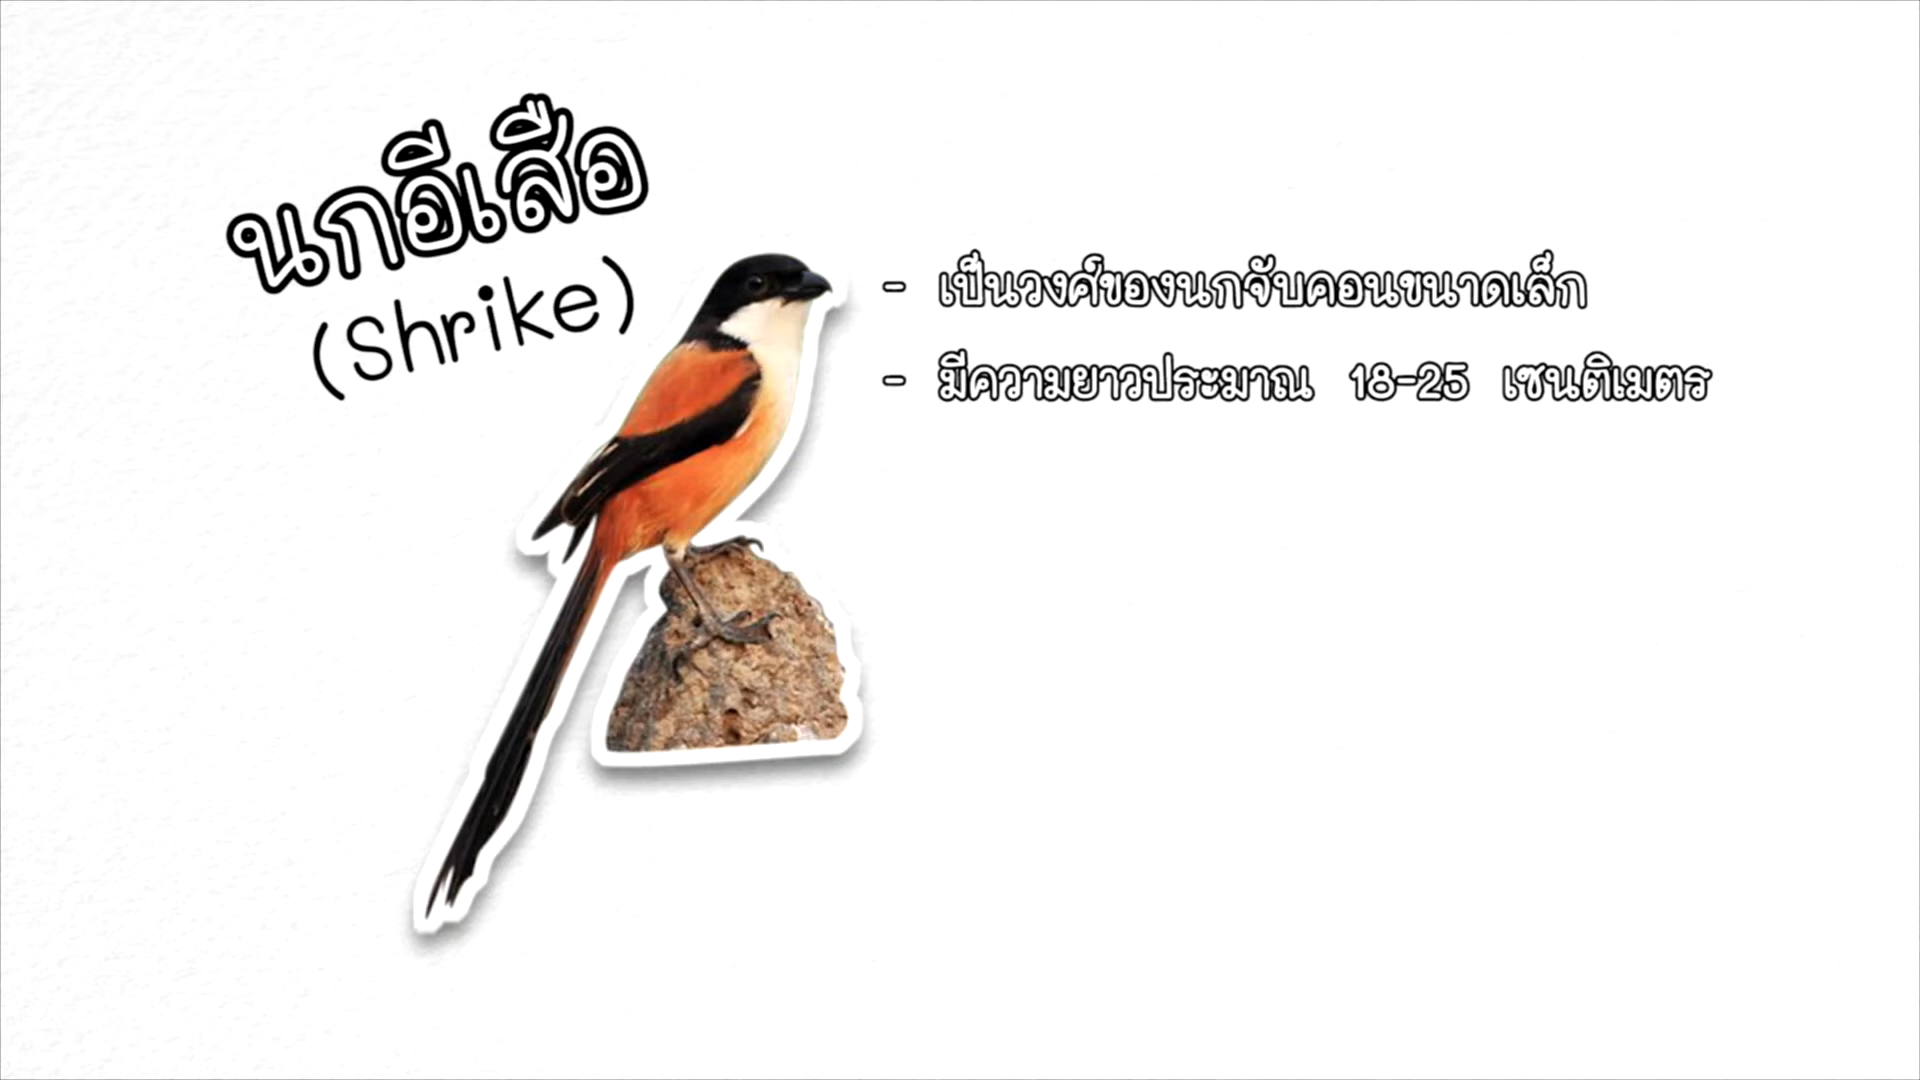 นกอีเสือ
(Shrike)
- เป็นวงศ์ของนกจับคอนขนาดเล็ก
- มีความยาวประมาณ 18-25 เซนติเมตร